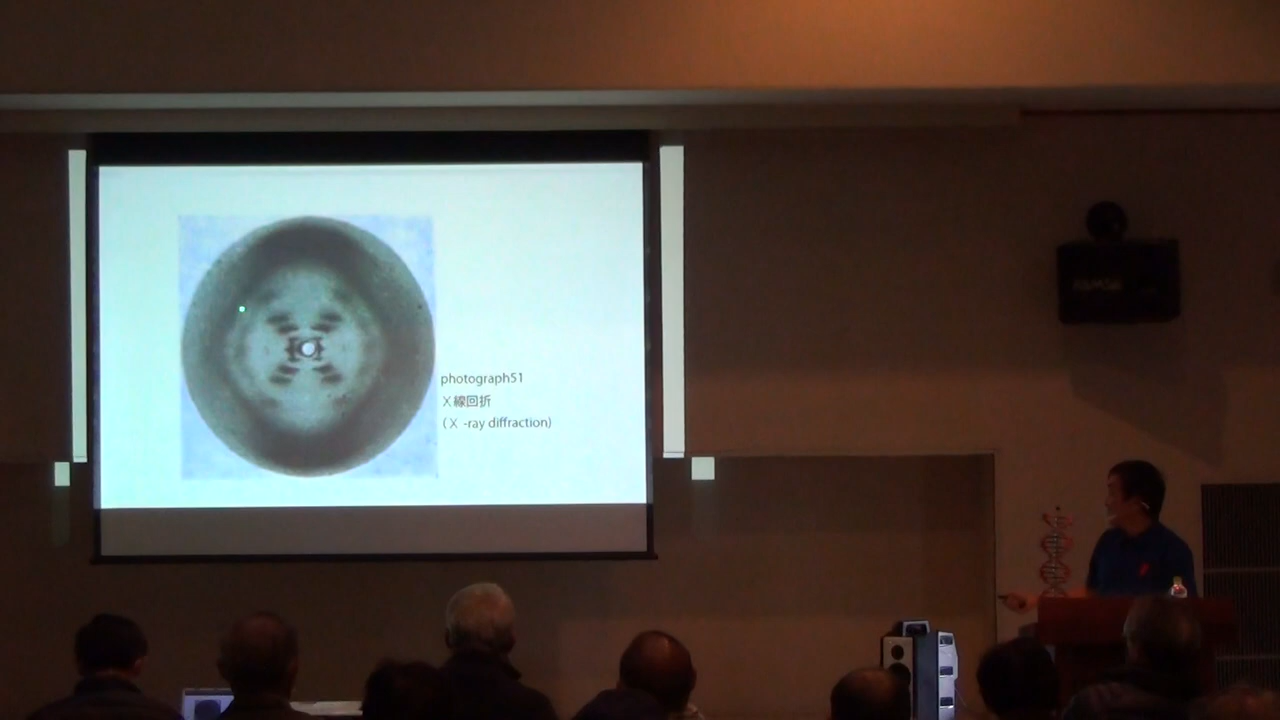 photograph51
X線回折
( X -ray diffraction)